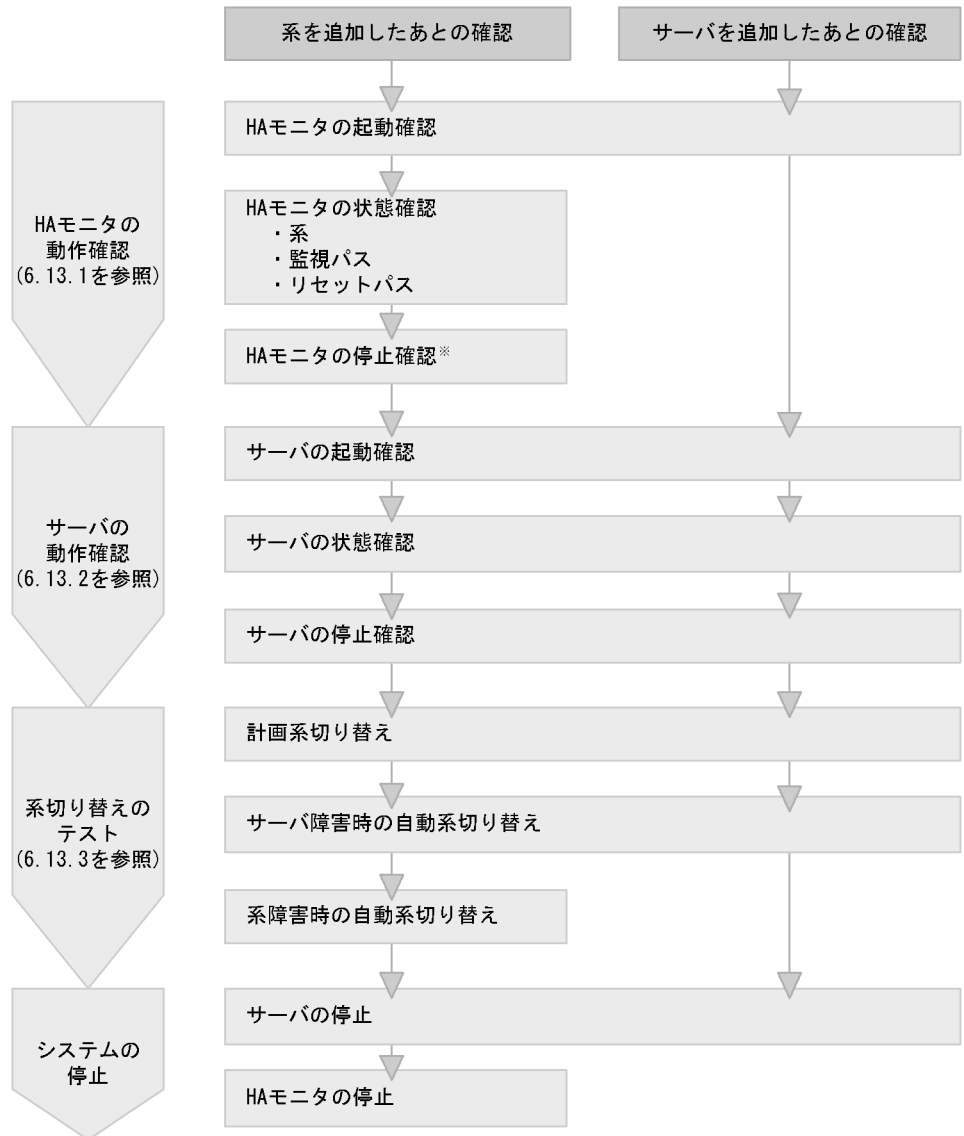 系を追加したあとの確認
サーバを追加したあとの確認
HAモニタの
動作確認
(6.13.1を参照)
HAモニタの起動確認
HAモニタの状態確認
・系
・監視パス
・リセットパス
HAモニタの停止確認※
サーバの
動作確認
(6.13.2を参照)
サーバの起動確認
サーバの状態確認
サーバの停止確認
系切り替えの
テスト
(6.13.3を参照)
計画系切り替え
サーバ障害時の自動系切り替え
系障害時の自動系切り替え
システムの
停止
サーバの停止
HAモニタの停止